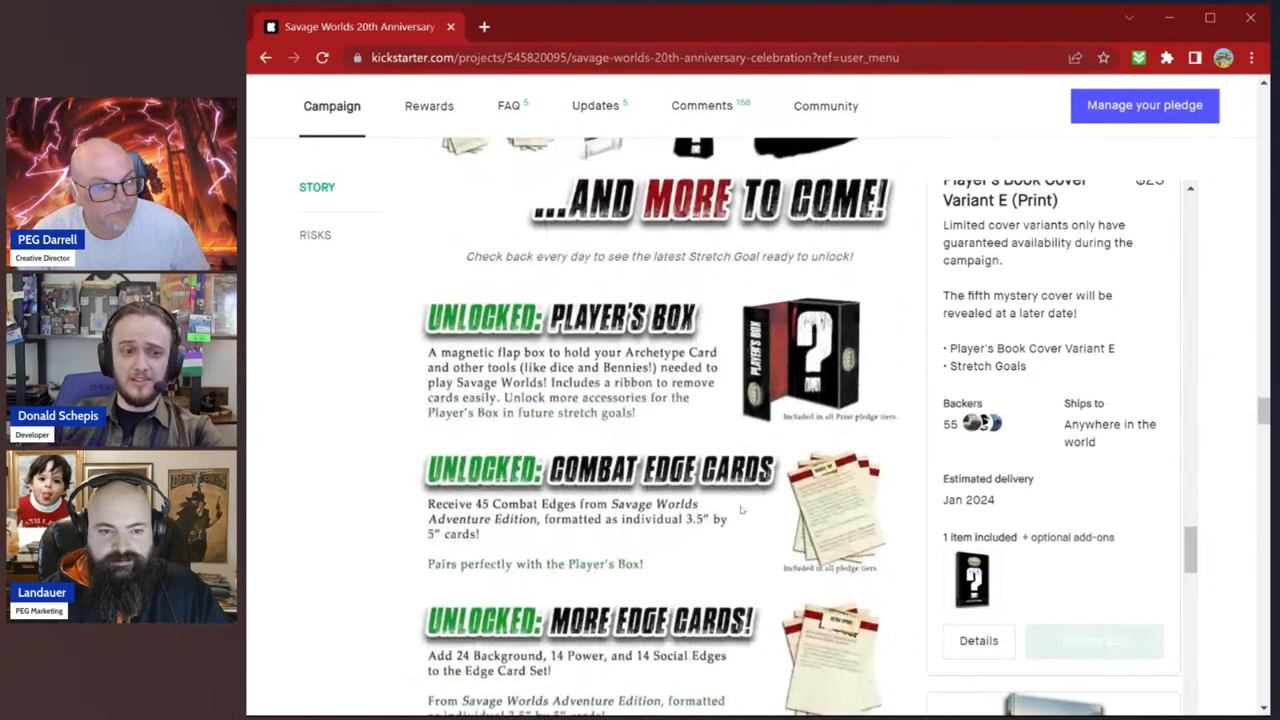 Savage Worlds 20th Anniversary
kickstarter.com/projects/545820095/savage-worlds-20th-anniversary-celebration?ref=user_menu
Campaign
Rewards
FAQ 5
Updates 5
Comments 158
Community
Manage your pledge
STORY
RISKS
...AND MORE TO COME!
Check back every day to see the latest Stretch Goal ready to unlock!
UNLOCKED: PLAYER'S BOX
A magnetic flap box to hold your Archetype Card
and other tools (like dice and Bennies!) needed to
play Savage Worlds! Includes a ribbon to remove
cards easily. Unlock more accessories for the
Player's Box in future stretch goals!
PLAYER'S BOX
?
Included in all Print pledge tiers.
UNLOCKED: COMBAT EDGE CARDS
Receive 45 Combat Edges from Savage Worlds
Adventure Edition, formatted as individual 3.5" by
5" cards!
Pairs perfectly with the Player's Box!
Included in all pledge tiers.
UNLOCKED: MORE EDGE CARDS!
Add 24 Background, 14 Power, and 14 Social Edges
to the Edge Card Set!
From Savage Worlds Adventure Edition, formatted
as individual 3.5" by 5" cards!
Player's Book Cover $25
Variant E (Print)
Limited cover variants only have
guaranteed availability during the
campaign.
The fifth mystery cover will be
revealed at a later date!
• Player's Book Cover Variant E
• Stretch Goals
Backers
55
Ships to
Anywhere in the
world
Estimated delivery
Jan 2024
1 item included + optional add-ons
?
Details
PEG Darrell
Creative Director
Donald Schepis
Developer
Landauer
PEG Marketing